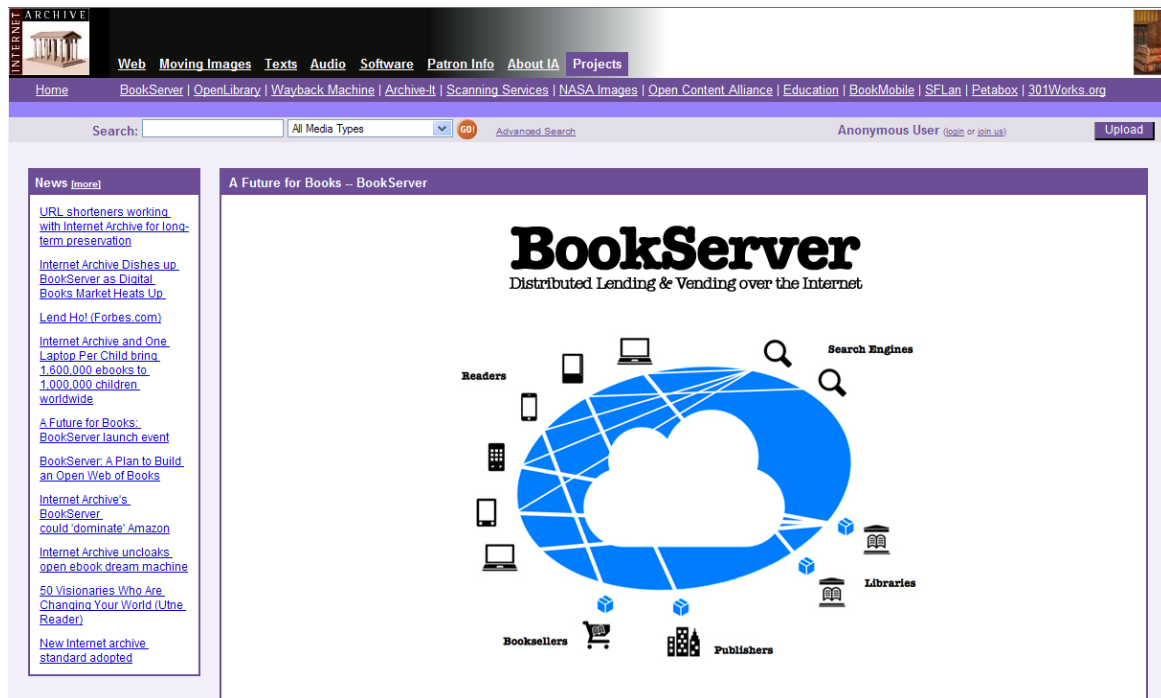 INTERNET
ARCHIVE
Web Moving Images Texts Audio Software Patron Info About IA Projects
Home BookServer | OpenLibrary | Wayback Machine | Archive-It | Scanning Services | NASA Images | Open Content Alliance | Education | BookMobile | SFLan | Petabox | 301Works.org
Search: All Media Types GO! Advanced Search Anonymous User (login or join us) Upload
News [more]
URL shorteners working
with Internet Archive for long-
term preservation
Internet Archive Dishes up
BookServer as Digital
Books Market Heats Up
Lend Ho! (Forbes.com)
Internet Archive and One
Laptop Per Child bring
1,600,000 ebooks to
1,000,000 children
worldwide
A Future for Books:
BookServer launch event
BookServer: A Plan to Build
an Open Web of Books
Internet Archive's
BookServer
could 'dominate' Amazon
Internet Archive uncloaks
open ebook dream machine
50 Visionaries Who Are
Changing Your World (Utne
Reader)
New Internet archive
standard adopted
A Future for Books -- BookServer
BookServer
Distributed Lending & Vending over the Internet
Search Engines
Readers
Libraries
Booksellers
Publishers